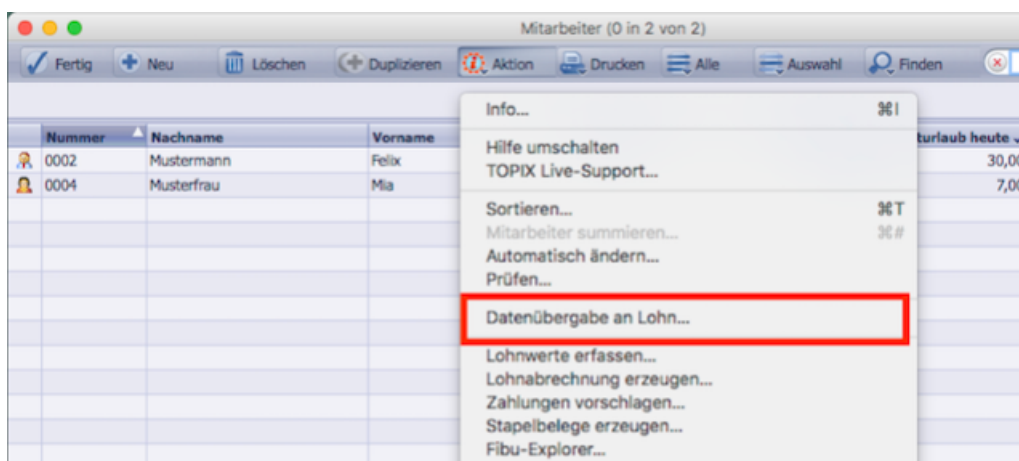 Mitarbeiter (0 in 2 von 2)
Fertig Neu Löschen Duplizieren Aktion Drucken Alle Auswahl Finden
Nummer Nachname Vorname turlaub heute
0002 Mustermann Felix 30,00
0004 Musterfrau Mia 7,00
Info... ⌘I
Hilfe umschalten
TOPIX Live-Support...
Sortieren... ⌘T
Mitarbeiter summieren... ⌘#
Automatisch ändern...
Prüfen...
Datenübergabe an Lohn...
Lohnwerte erfassen...
Lohnabrechnung erzeugen...
Zahlungen vorschlagen...
Stapelbelege erzeugen...
Fibu-Explorer...